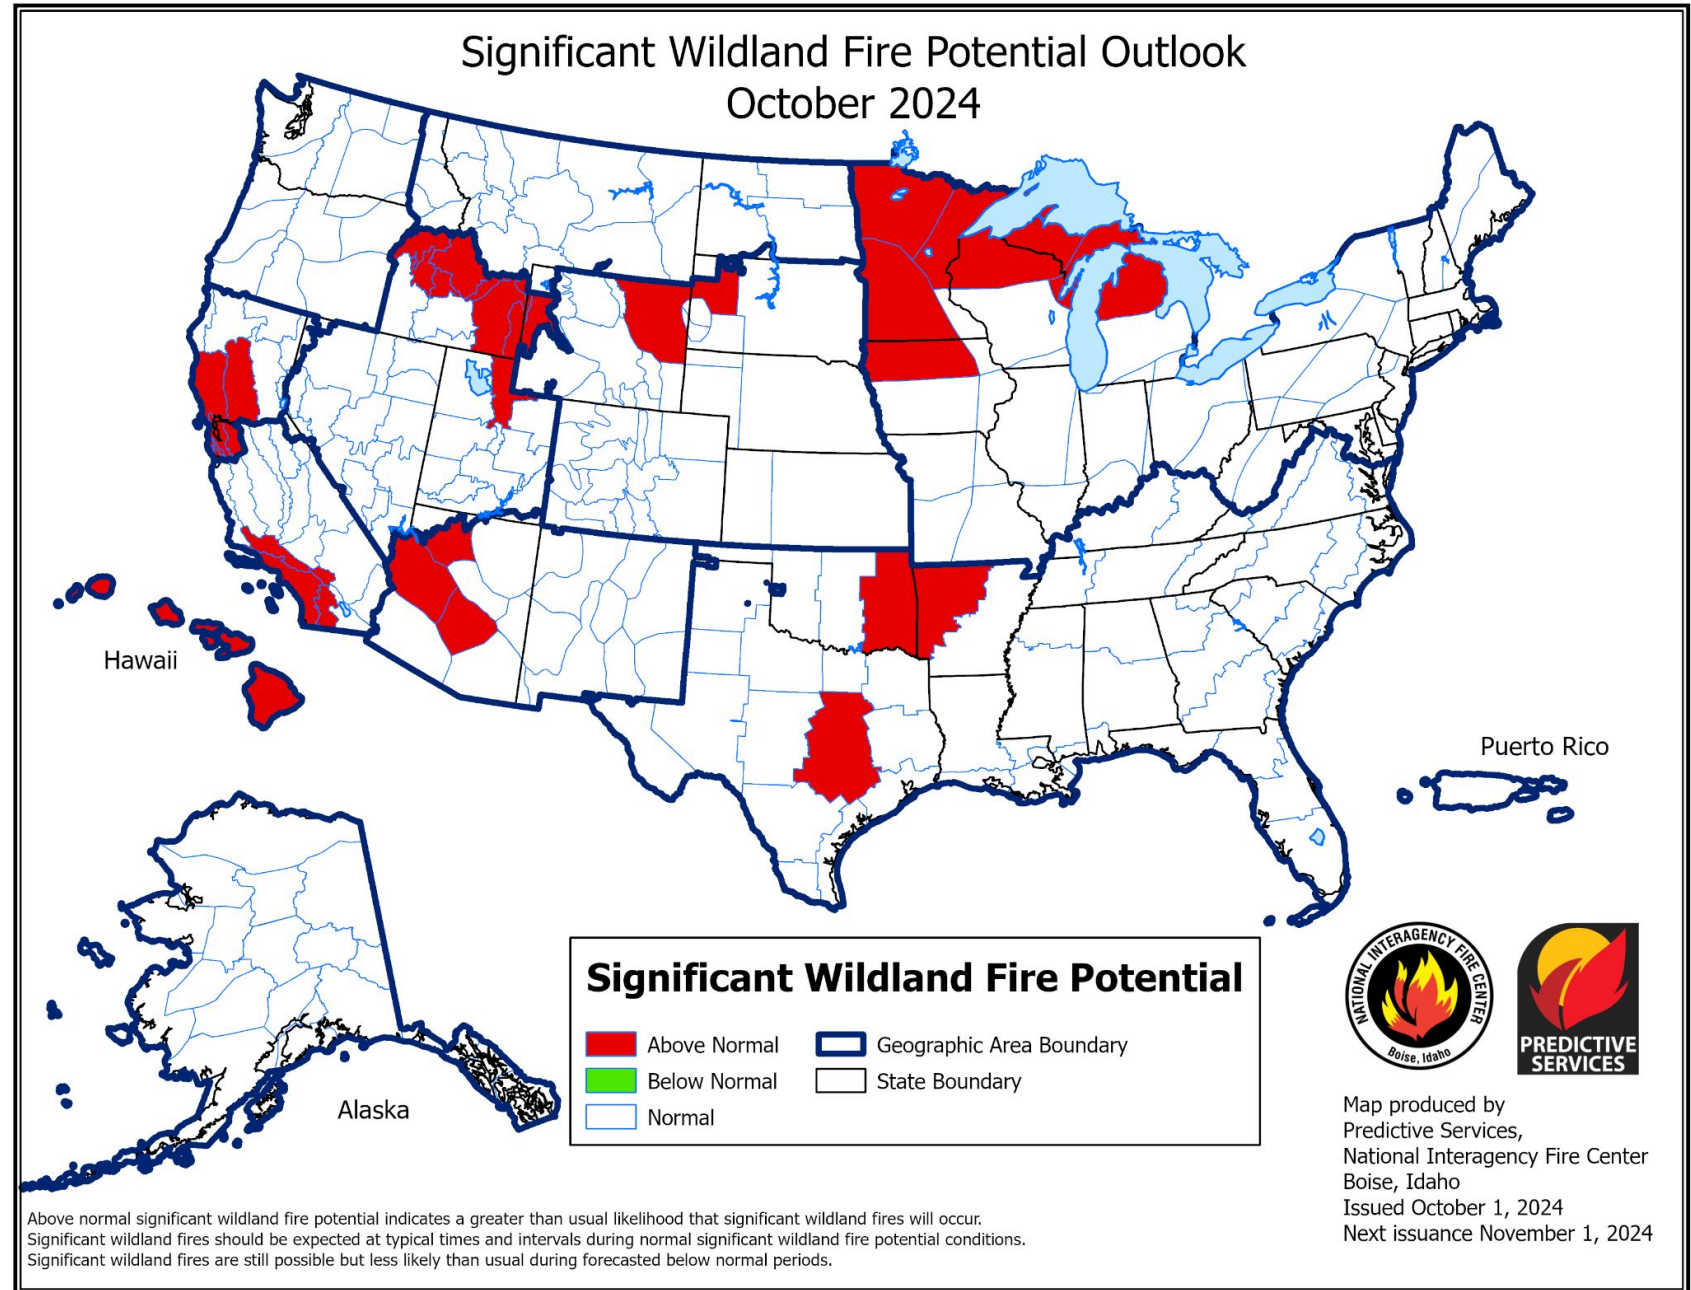 Significant Wildland Fire Potential Outlook
October 2024
Hawaii
Puerto Rico
Alaska
Significant Wildland Fire Potential
Above Normal
Below Normal
Normal
Geographic Area Boundary
State Boundary
NATIONAL INTERAGENCY FIRE CENTER
Boise, Idaho
PREDICTIVE
SERVICES
Map produced by
Predictive Services,
National Interagency Fire Center
Boise, Idaho
Issued October 1, 2024
Next issuance November 1, 2024
Above normal significant wildland fire potential indicates a greater than usual likelihood that significant wildland fires will occur.
Significant wildland fires should be expected at typical times and intervals during normal significant wildland fire potential conditions.
Significant wildland fires are still possible but less likely than usual during forecasted below normal periods.